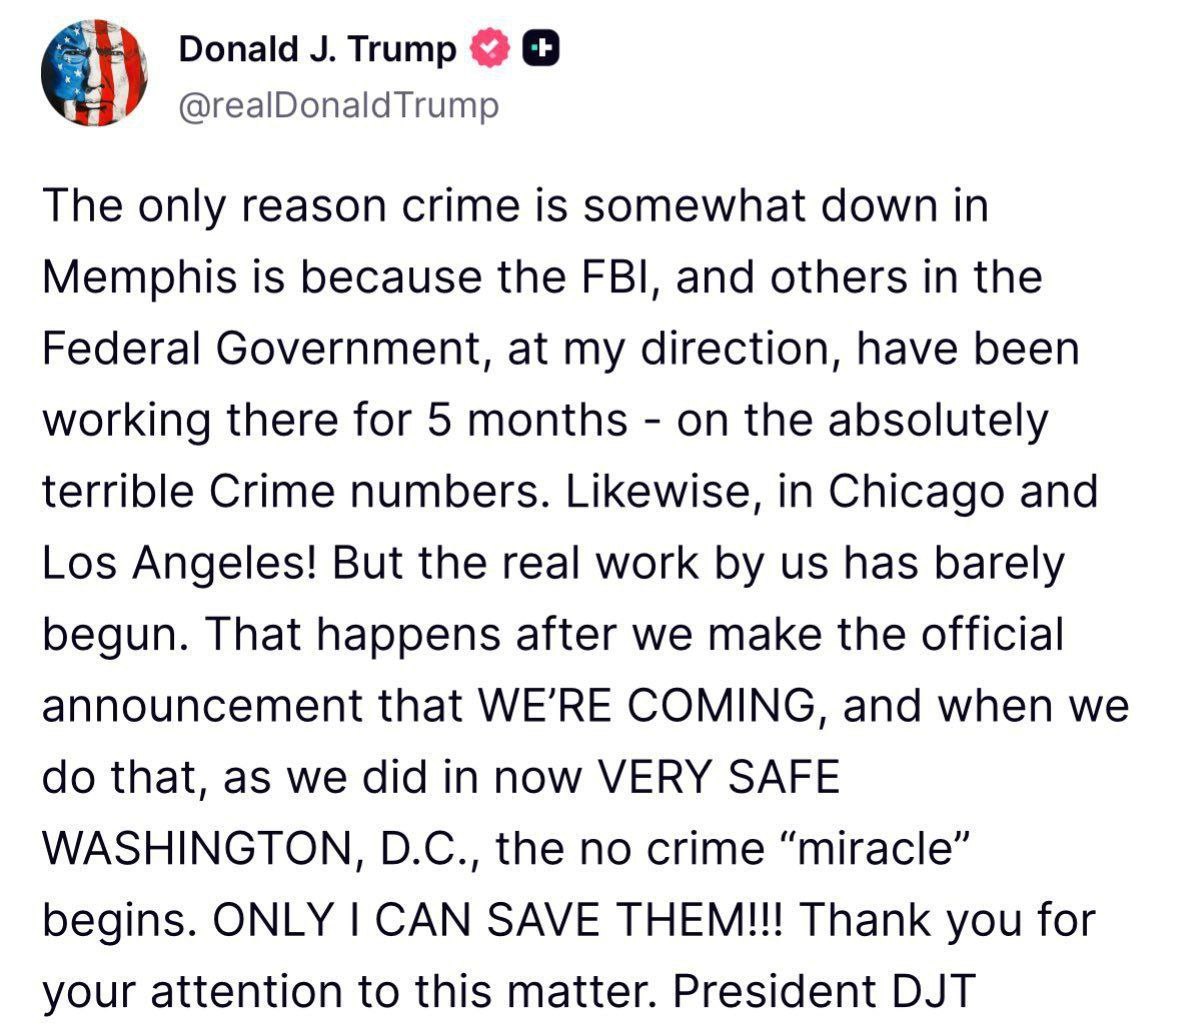 Donald J. Trump
@realDonaldTrump
The only reason crime is somewhat down in
Memphis is because the FBI, and others in the
Federal Government, at my direction, have been
working there for 5 months - on the absolutely
terrible Crime numbers. Likewise, in Chicago and
Los Angeles! But the real work by us has barely
begun. That happens after we make the official
announcement that WE’RE COMING, and when we
do that, as we did in now VERY SAFE
WASHINGTON, D.C., the no crime “miracle”
begins. ONLY I CAN SAVE THEM!!! Thank you for
your attention to this matter. President DJT